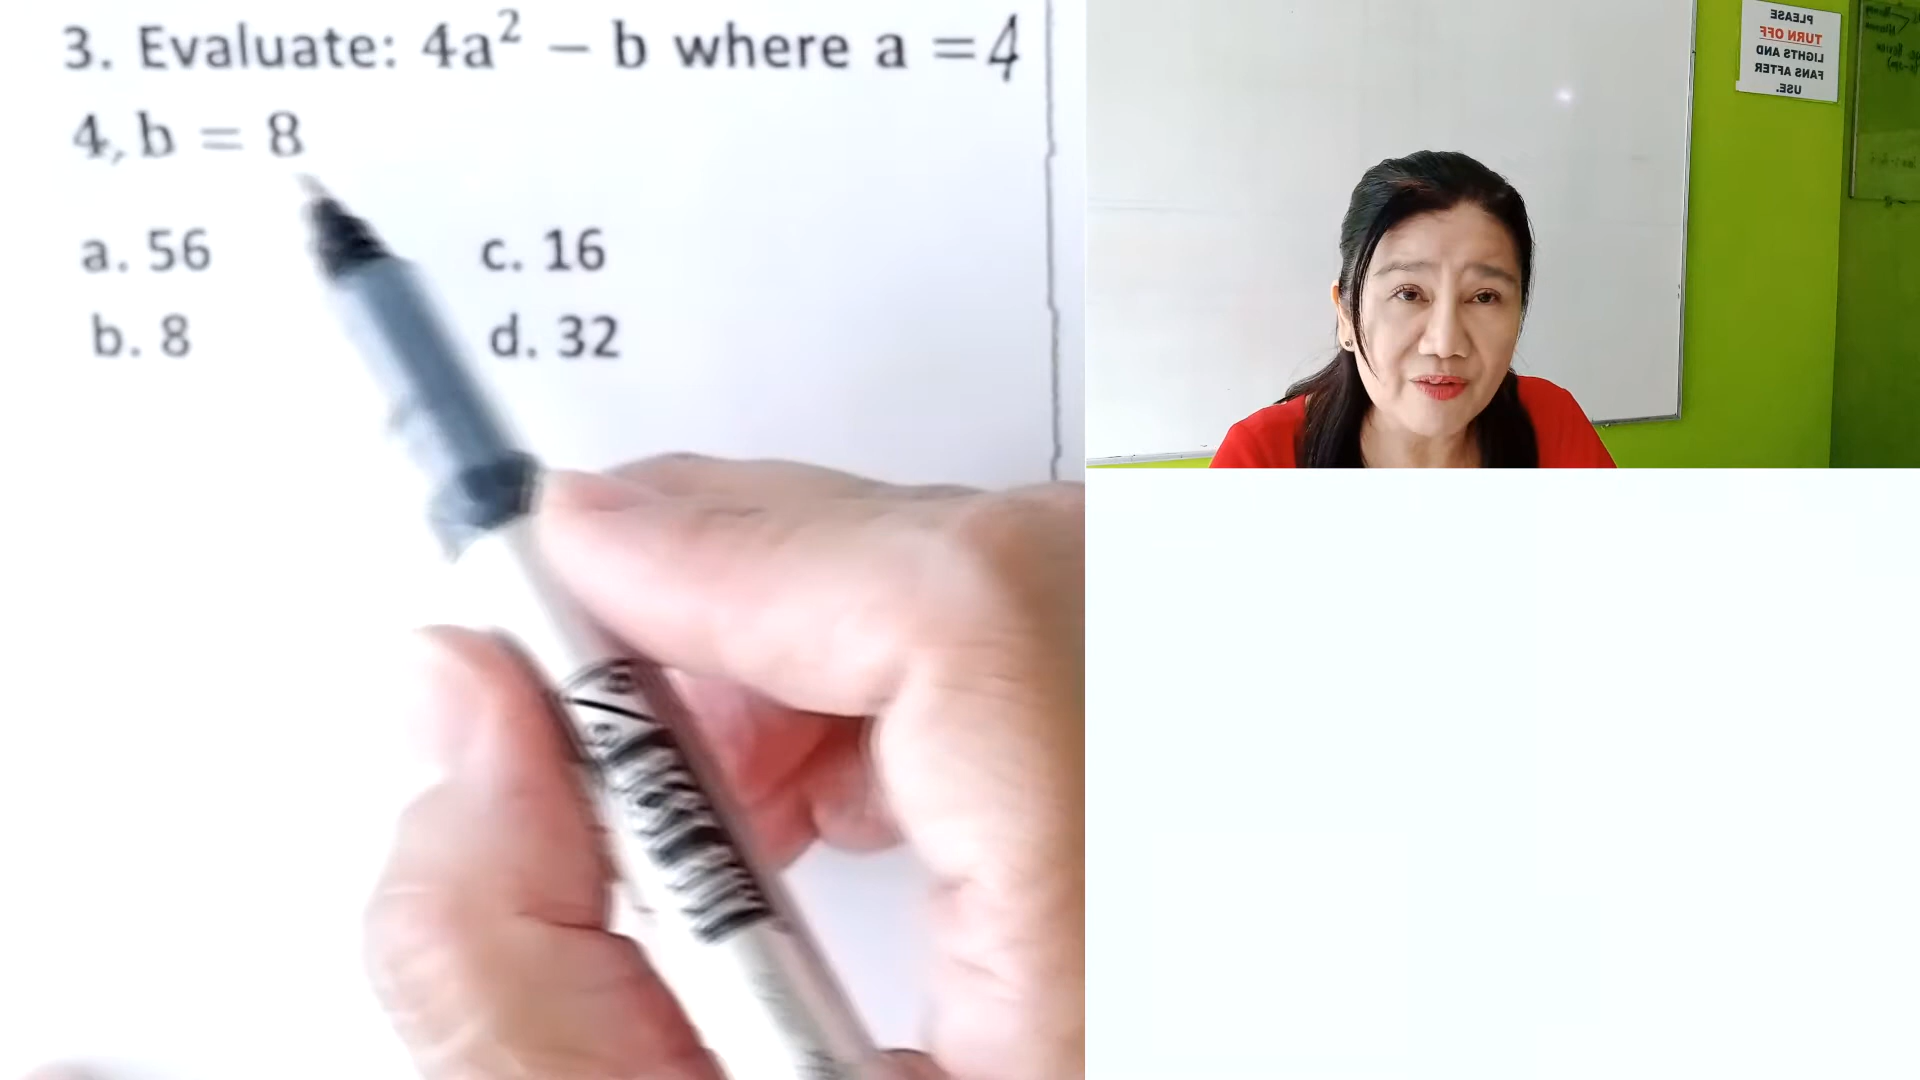 3. Evaluate: 4a² – b where a = 4
4, b = 8
a. 56
c. 16
b. 8
d. 32
PLEASE
TURN OFF
LIGHTS AND
FANS AFTER
USE.